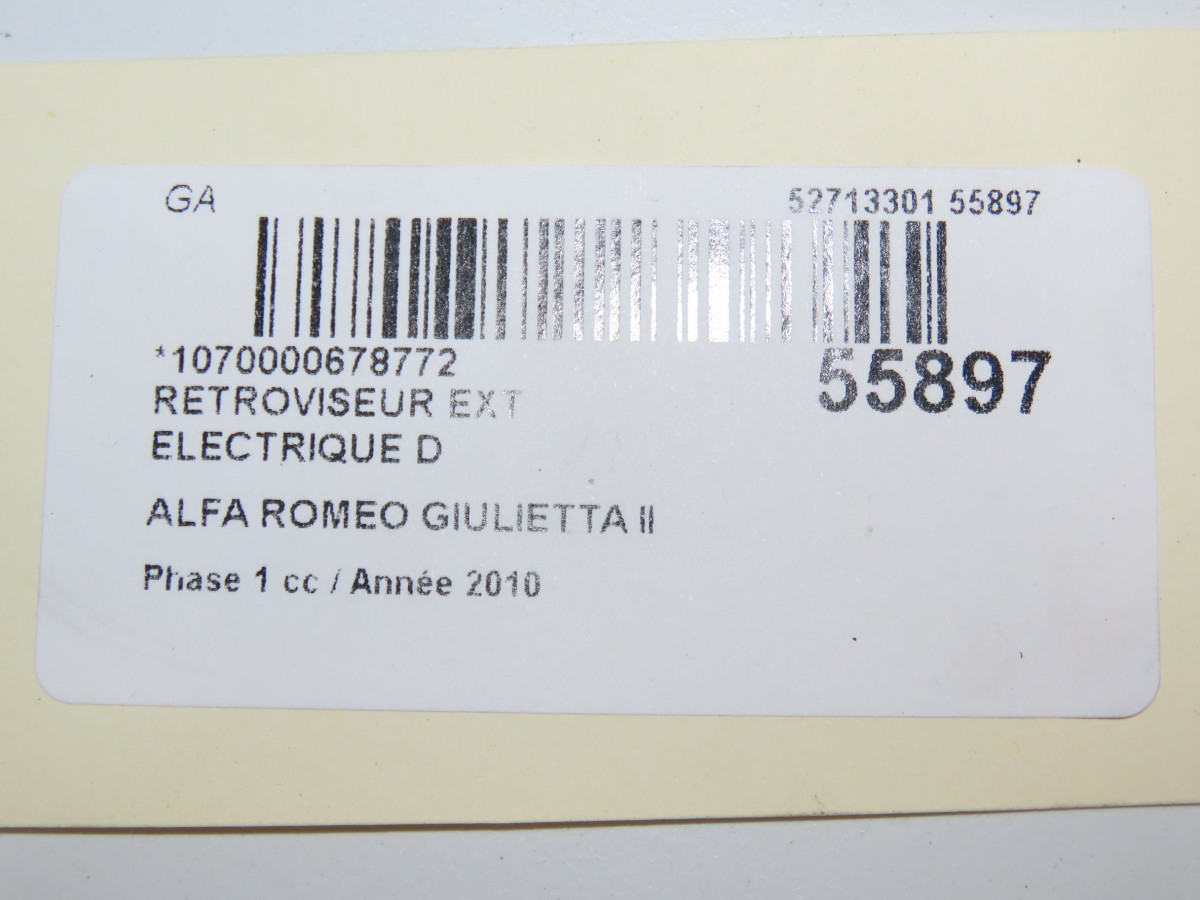 GA
52713301 55897
*1070000678772
55897
RETROVISEUR EXT
ELECTRIQUE D
ALFA ROMEO GIULIETTA II
Phase 1 cc / Année 2010